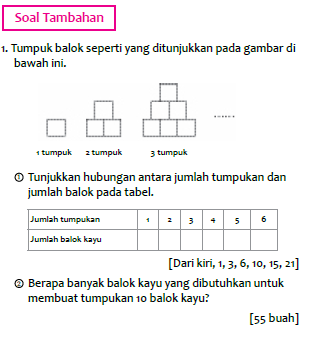 Soal Tambahan
1. Tumpuk balok seperti yang ditunjukkan pada gambar di
bawah ini.
.......
1 tumpuk 2 tumpuk 3 tumpuk
① Tunjukkan hubungan antara jumlah tumpukan dan
jumlah balok pada tabel.
Jumlah tumpukan 1 2 3 4 5 6
Jumlah balok kayu
[Dari kiri, 1, 3, 6, 10, 15, 21]
② Berapa banyak balok kayu yang dibutuhkan untuk
membuat tumpukan 10 balok kayu?
[55 buah]